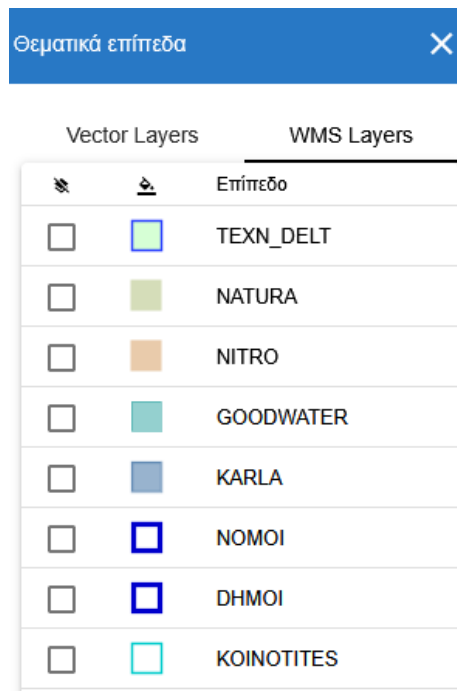 Θεματικά επίπεδα
Vector Layers WMS Layers
Επίπεδο
TEXN_DELT
NATURA
NITRO
GOODWATER
KARLA
NOMOI
DHMOI
KOINOTITES